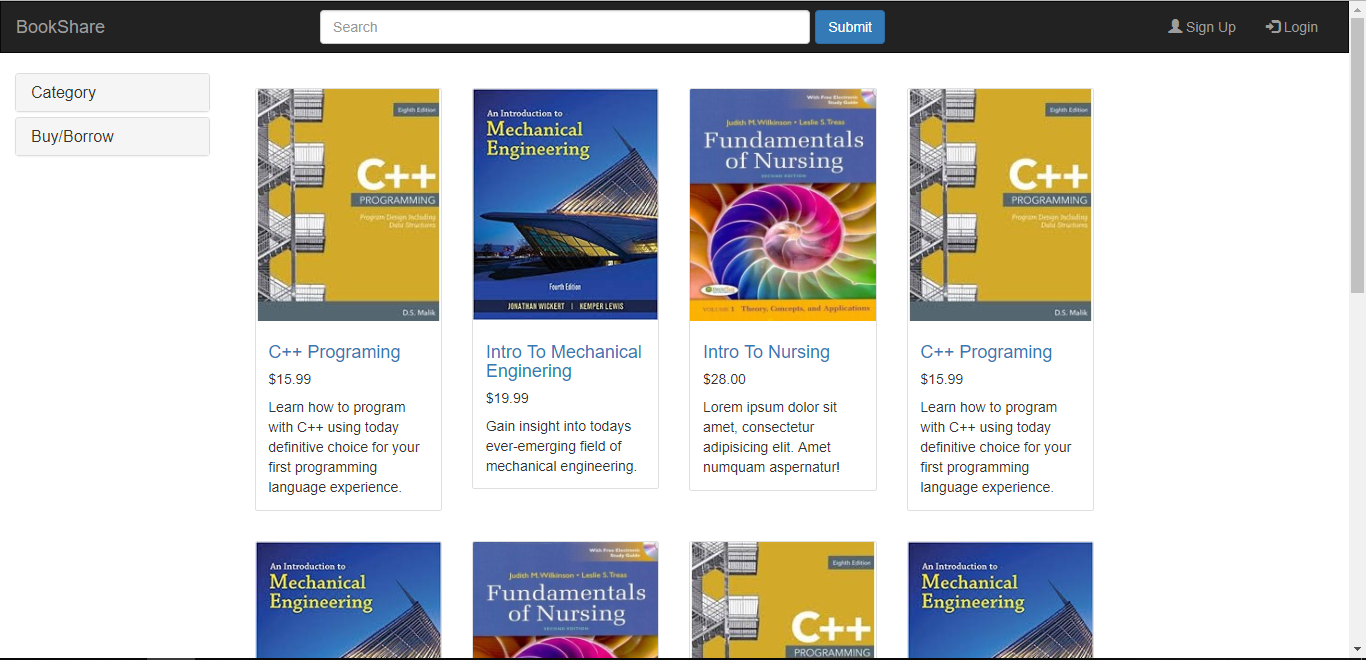 BookShare
Search
Submit
Sign Up
Login
Category
Buy/Borrow
Eighth Edition
C++
PROGRAMMING
Program Design Including
Data Structures
D.S. Malik
C++ Programing
$15.99
Learn how to program
with C++ using today
definitive choice for your
first programming
language experience.
An Introduction to
Mechanical
Engineering
Fourth Edition
JONATHAN WICKERT | KEMPER LEWIS
Intro To Mechanical
Enginering
$19.99
Gain insight into todays
ever-emerging field of
mechanical engineering.
With Free Electronic
Study Guide
Judith M. Wilkinson • Leslie S. Treas
Fundamentals
of Nursing
SECOND EDITION
VOLUME 1 Theory, Concepts, and Applications
Intro To Nursing
$28.00
Lorem ipsum dolor sit
amet, consectetur
adipisicing elit. Amet
numquam aspernatur!
Eighth Edition
C++
PROGRAMMING
Program Design Including
Data Structures
D.S. Malik
C++ Programing
$15.99
Learn how to program
with C++ using today
definitive choice for your
first programming
language experience.
An Introduction to
Mechanical
Engineering
With Free Electronic
Study Guide
Judith M. Wilkinson • Leslie S. Treas
Fundamentals
of Nursing
SECOND EDITION
Eighth Edition
C++
PROGRAMMING
An Introduction to
Mechanical
Engineering